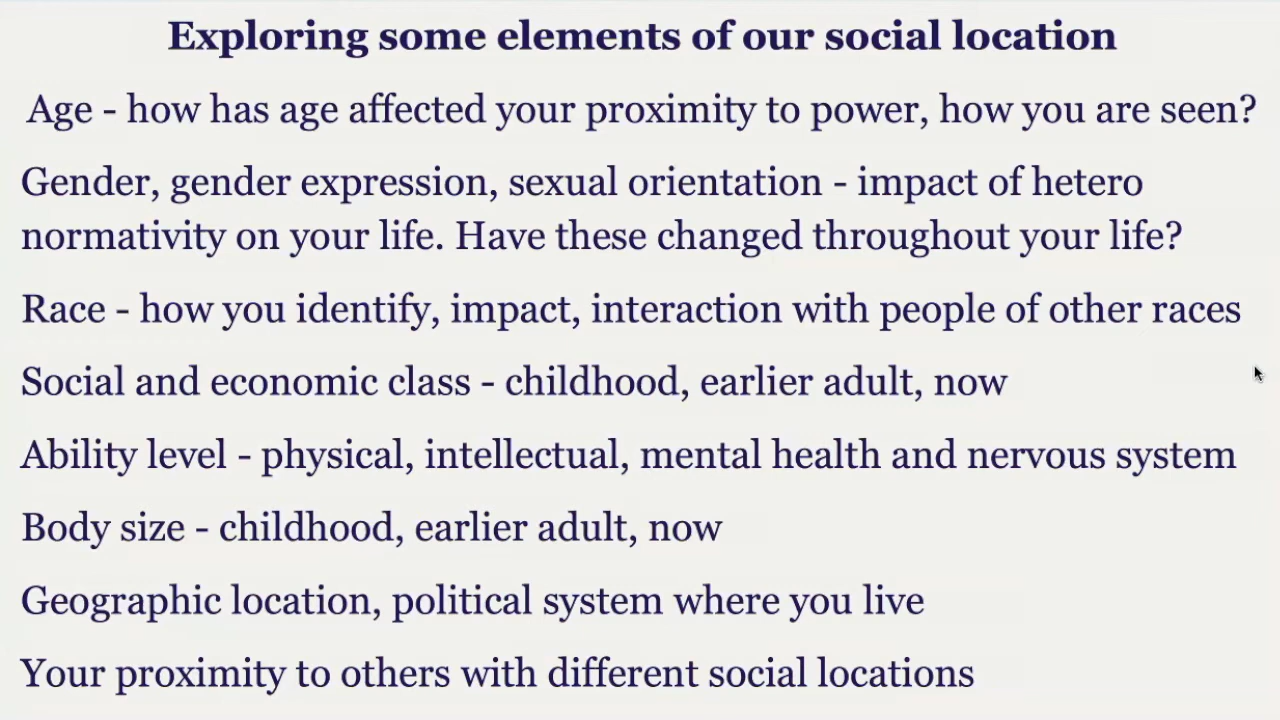 Exploring some elements of our social location
Age - how has age affected your proximity to power, how you are seen?
Gender, gender expression, sexual orientation - impact of hetero
normativity on your life. Have these changed throughout your life?
Race - how you identify, impact, interaction with people of other races
Social and economic class - childhood, earlier adult, now
Ability level - physical, intellectual, mental health and nervous system
Body size - childhood, earlier adult, now
Geographic location, political system where you live
Your proximity to others with different social locations